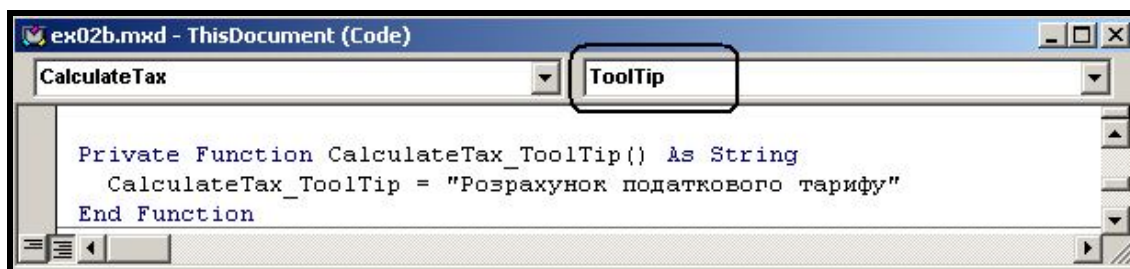 ex02b.mxd - ThisDocument (Code)
CalculateTax ToolTip
Private Function CalculateTax_ToolTip() As String
CalculateTax_ToolTip = "Розрахунок податкового тарифу"
End Function